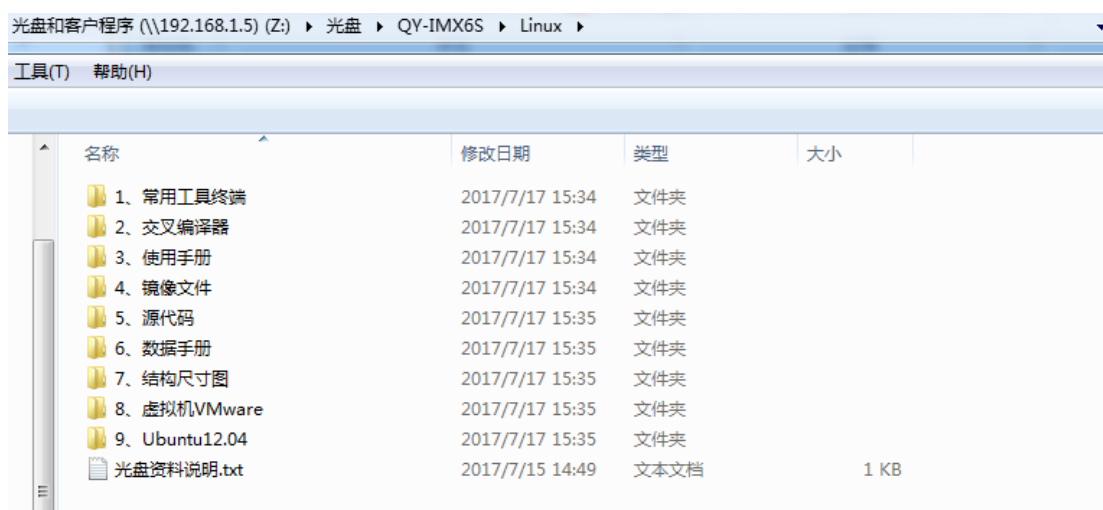 光盘和客户程序 (\\192.168.1.5) (Z:) ▸ 光盘 ▸ QY-IMX6S ▸ Linux ▸
工具(T) 帮助(H)
名称 修改日期 类型 大小
1、常用工具终端 2017/7/17 15:34 文件夹
2、交叉编译器 2017/7/17 15:34 文件夹
3、使用手册 2017/7/17 15:34 文件夹
4、镜像文件 2017/7/17 15:34 文件夹
5、源代码 2017/7/17 15:35 文件夹
6、数据手册 2017/7/17 15:35 文件夹
7、结构尺寸图 2017/7/17 15:35 文件夹
8、虚拟机VMware 2017/7/17 15:35 文件夹
9、Ubuntu12.04 2017/7/17 15:35 文件夹
光盘资料说明.txt 2017/7/15 14:49 文本文档 1 KB